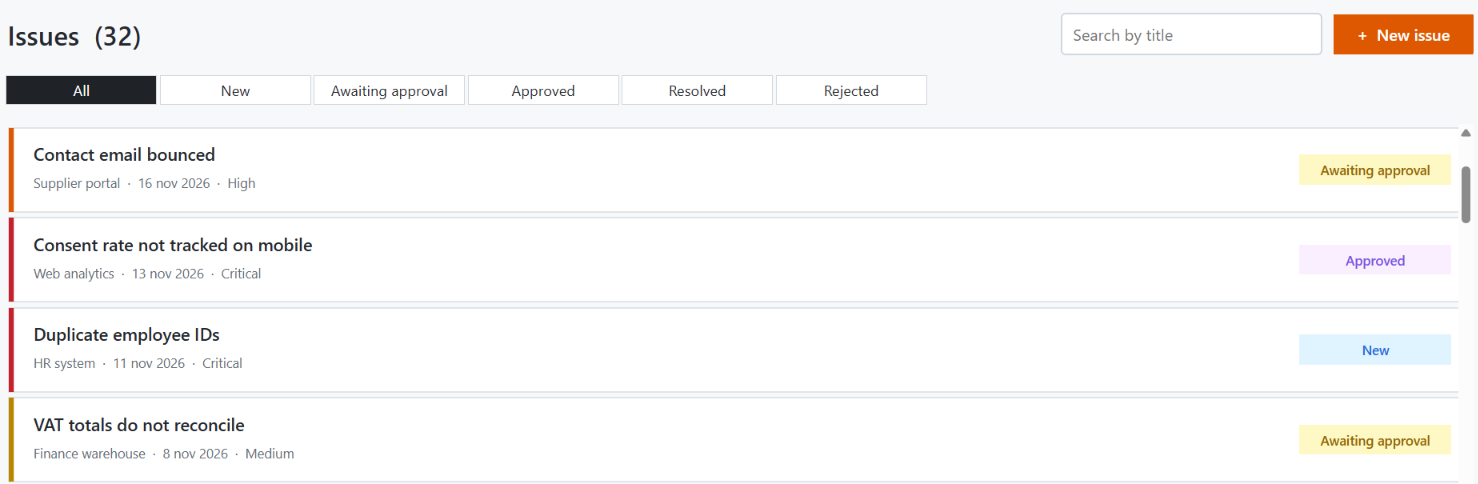 Issues (32)
Search by title
+ New issue
All
New
Awaiting approval
Approved
Resolved
Rejected
Contact email bounced
Supplier portal · 16 nov 2026 · High
Awaiting approval
Consent rate not tracked on mobile
Web analytics · 13 nov 2026 · Critical
Approved
Duplicate employee IDs
HR system · 11 nov 2026 · Critical
New
VAT totals do not reconcile
Finance warehouse · 8 nov 2026 · Medium
Awaiting approval